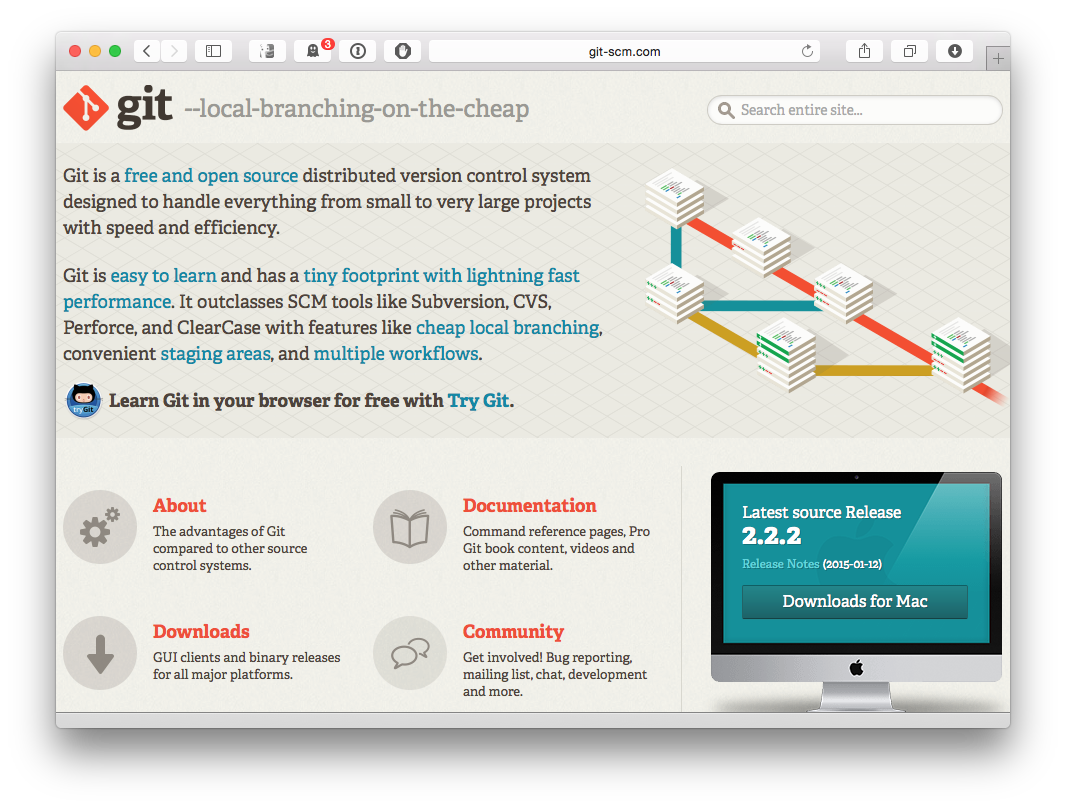 3
git-scm.com
git --local-branching-on-the-cheap
Search entire site...
Git is a free and open source distributed version control system
designed to handle everything from small to very large projects
with speed and efficiency.
Git is easy to learn and has a tiny footprint with lightning fast
performance. It outclasses SCM tools like Subversion, CVS,
Perforce, and ClearCase with features like cheap local branching,
convenient staging areas, and multiple workflows.
tryGit
Learn Git in your browser for free with Try Git.
About
The advantages of Git
compared to other source
control systems.
Documentation
Command reference pages, Pro
Git book content, videos and
other material.
Downloads
GUI clients and binary releases
for all major platforms.
Community
Get involved! Bug reporting,
mailing list, chat, development
and more.
Latest source Release
2.2.2
Release Notes (2015-01-12)
Downloads for Mac